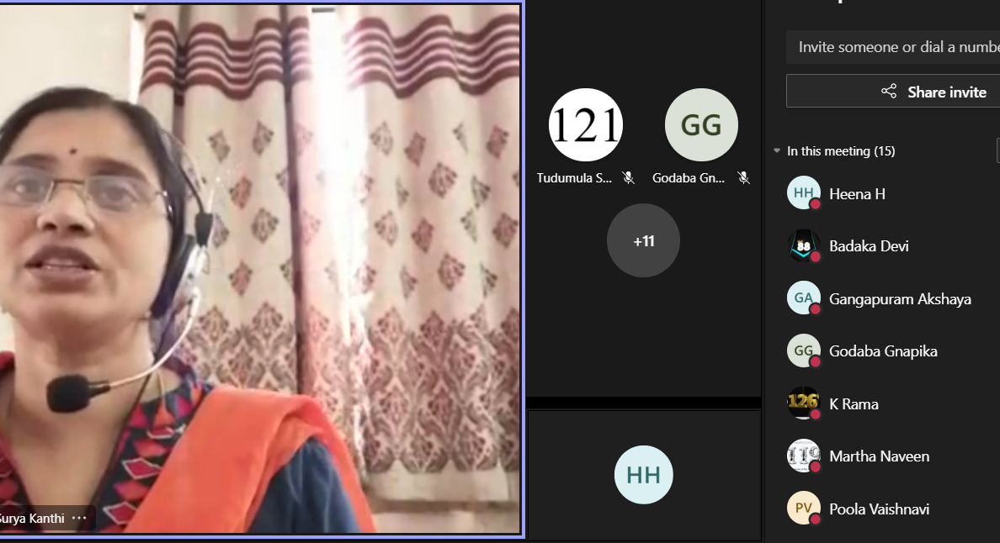 Surya Kanthi ...
121
GG
Tudumula S...
Godaba Gn...
+11
HH
Invite someone or dial a numbe
Share invite
In this meeting (15)
HH Heena H
88 Badaka Devi
GA Gangapuram Akshaya
GG Godaba Gnapika
126 K Rama
119 Martha Naveen
PV Poola Vaishnavi